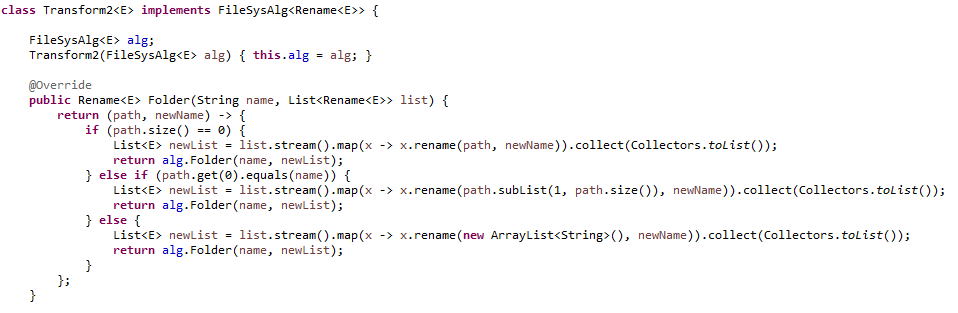 class Transform2<E> implements FileSysAlg<Rename<E>> {
FileSysAlg<E> alg;
Transform2(FileSysAlg<E> alg) { this.alg = alg; }
@Override
public Rename<E> Folder(String name, List<Rename<E>> list) {
return (path, newName) -> {
if (path.size() == 0) {
List<E> newList = list.stream().map(x -> x.rename(path, newName)).collect(Collectors.toList());
return alg.Folder(name, newList);
} else if (path.get(0).equals(name)) {
List<E> newList = list.stream().map(x -> x.rename(path.subList(1, path.size()), newName)).collect(Collectors.toList());
return alg.Folder(name, newList);
} else {
List<E> newList = list.stream().map(x -> x.rename(new ArrayList<String>(), newName)).collect(Collectors.toList());
return alg.Folder(name, newList);
}
};
}